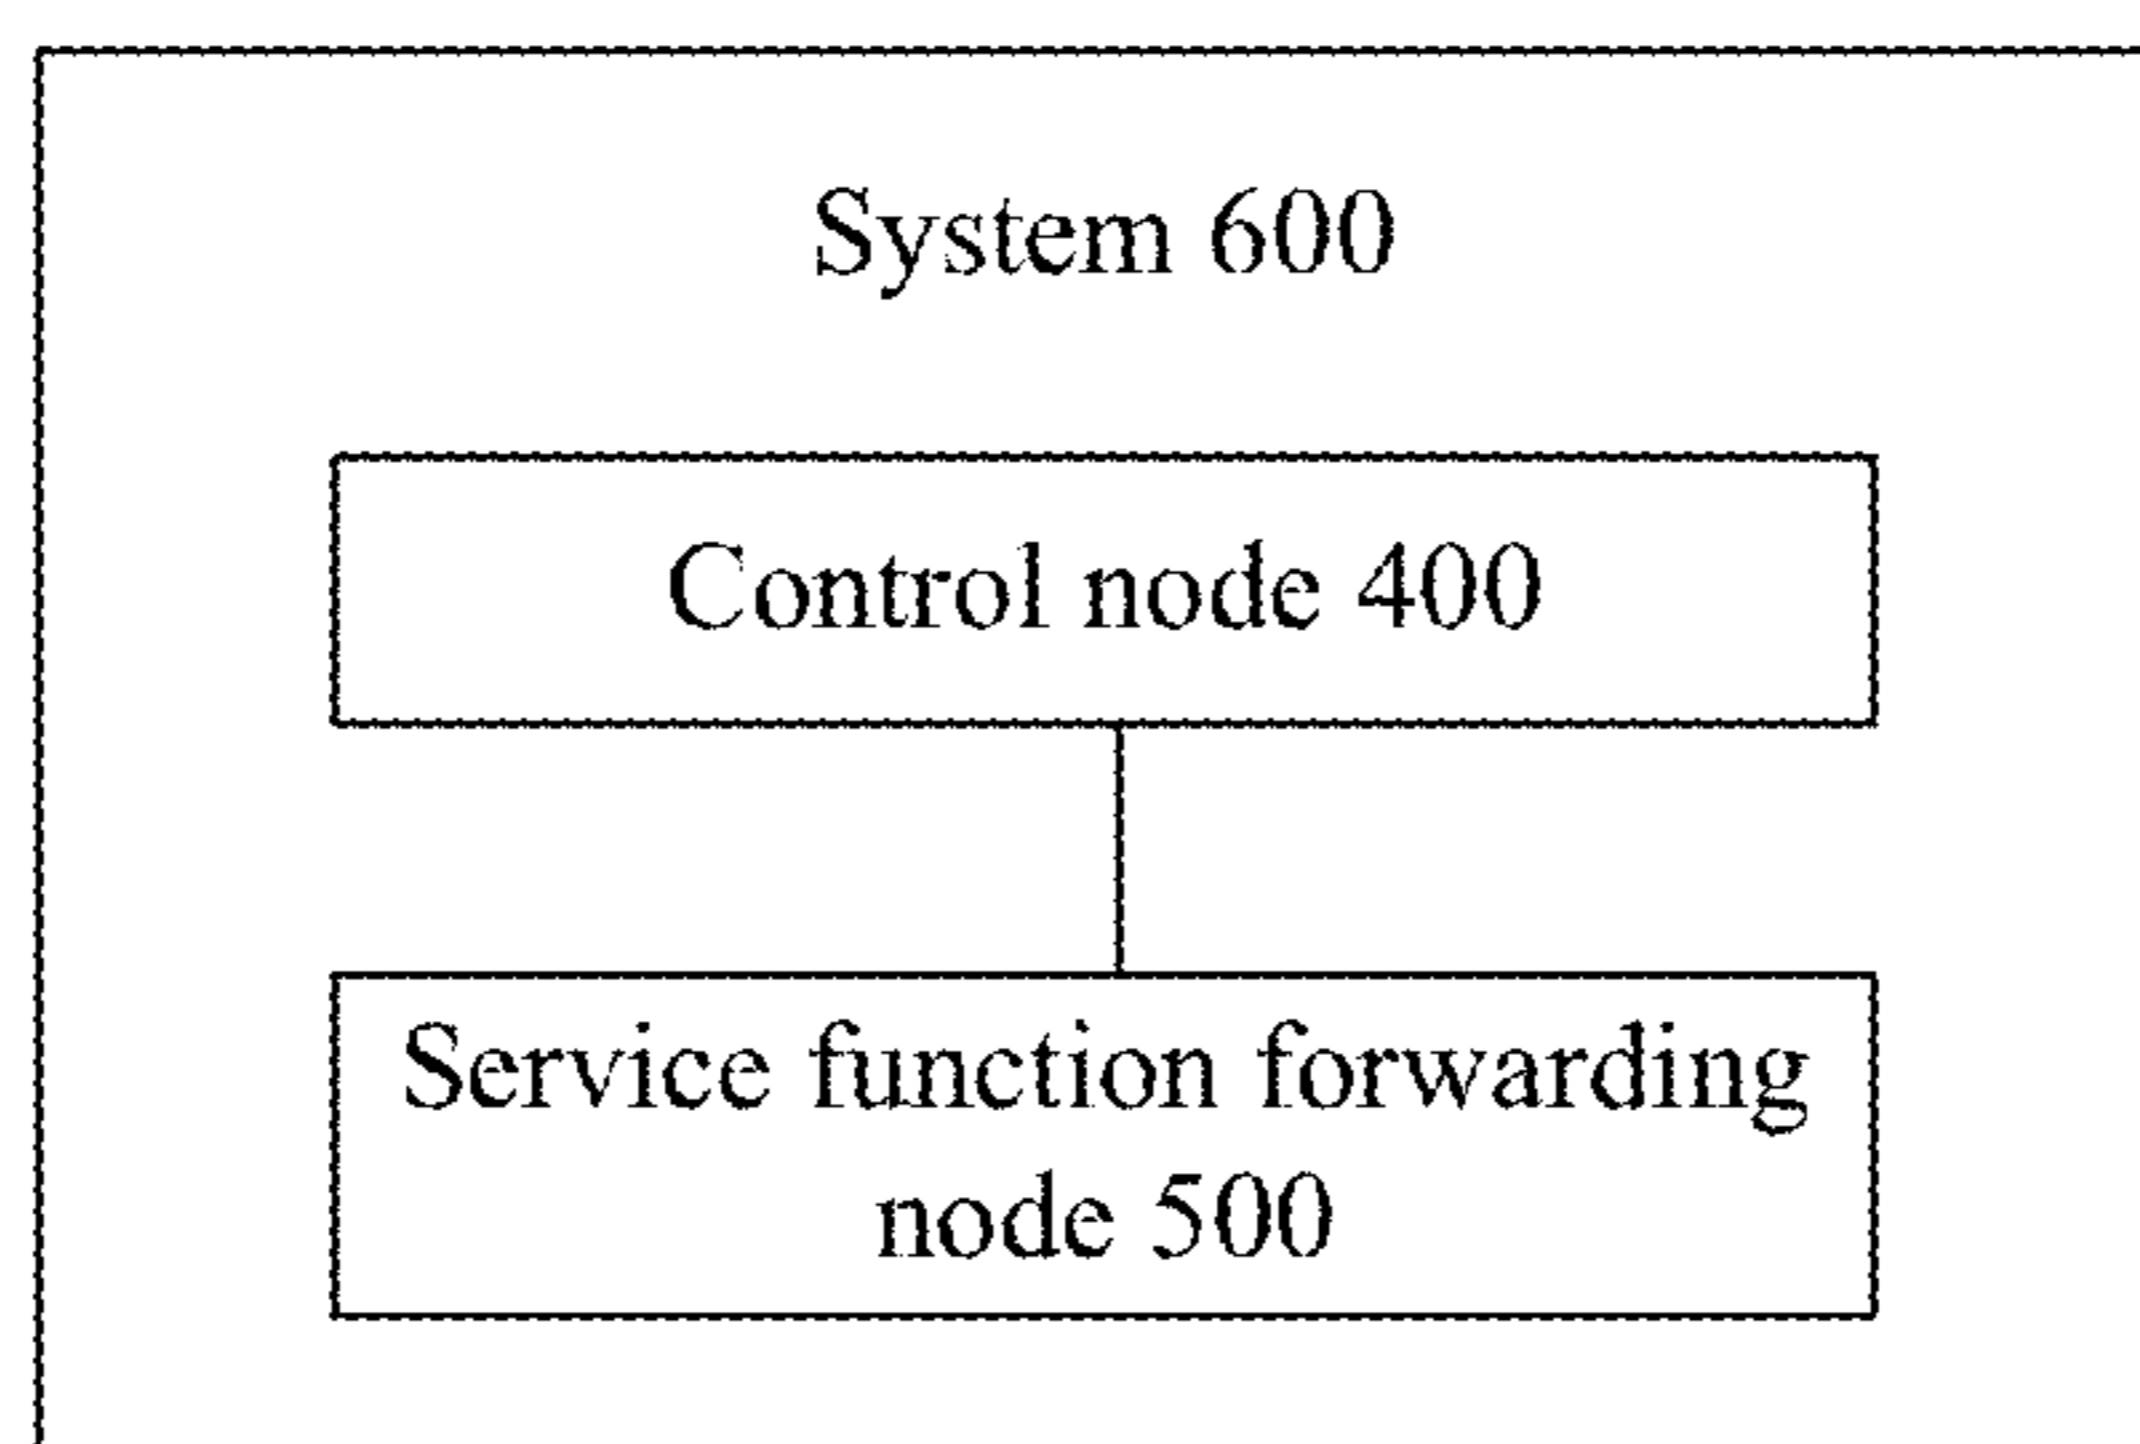 System 600
Control node 400
Service function forwarding
node 500